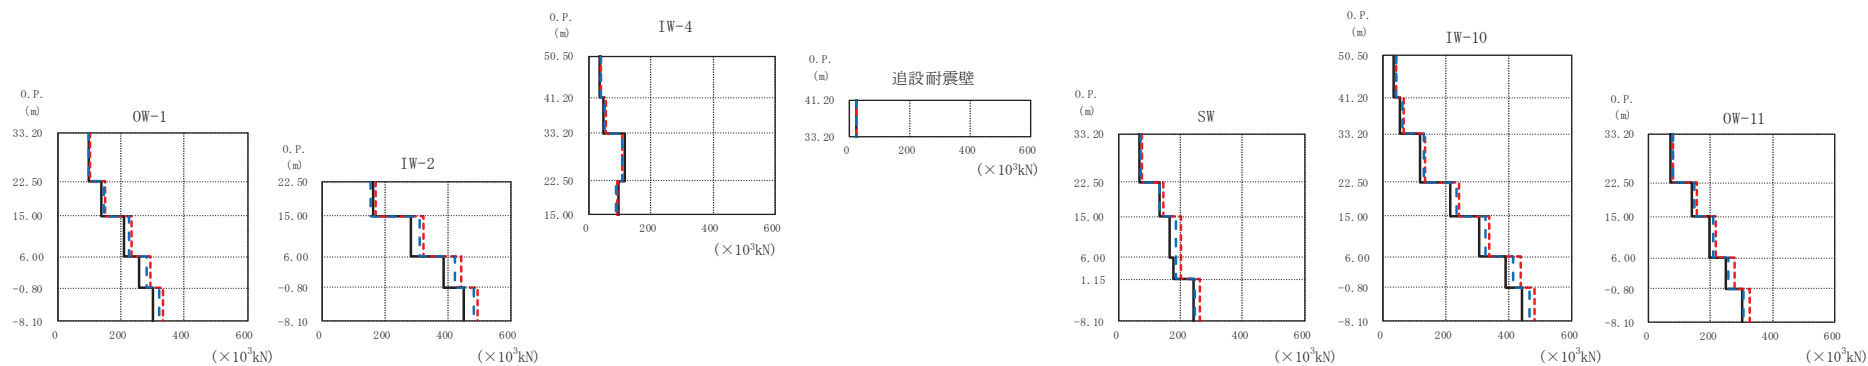 O.P.
(m)
OW-1
33.20
22.50
15.00
6.00
-0.80
-8.10
0
200
400
600
(×10³kN)
O.P.
(m)
IW-2
22.50
15.00
6.00
-0.80
-8.10
0
200
400
600
(×10³kN)
O.P.
(m)
IW-4
50.50
41.20
33.20
22.50
15.00
0
200
400
600
(×10³kN)
O.P.
(m)
追設耐震壁
41.20
33.20
0
200
400
600
(×10³kN)
O.P.
(m)
SW
33.20
22.50
15.00
6.00
1.15
-8.10
0
200
400
600
(×10³kN)
O.P.
(m)
IW-10
50.50
41.20
33.20
22.50
15.00
6.00
-0.80
-8.10
0
200
400
600
(×10³kN)
O.P.
(m)
OW-11
33.20
22.50
15.00
6.00
-0.80
-8.10
0
200
400
600
(×10³kN)